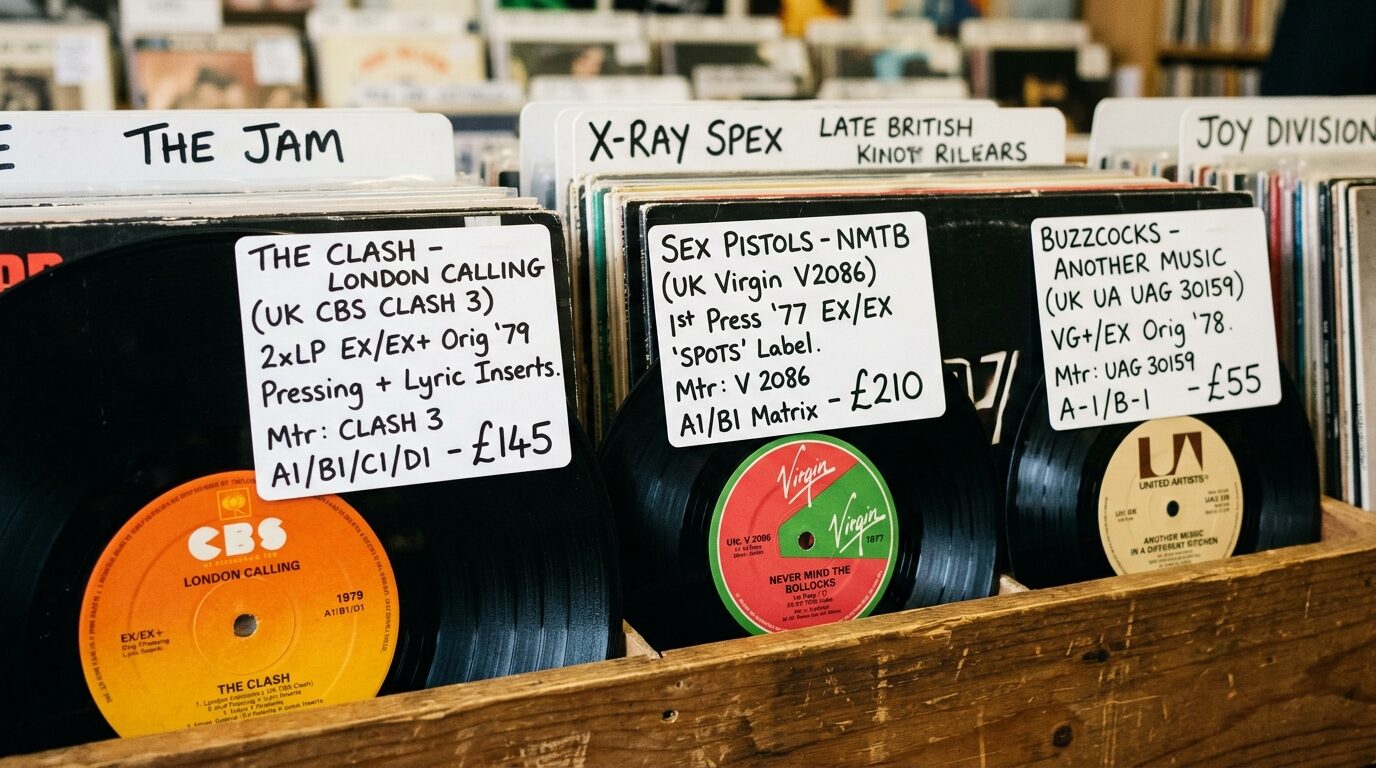 THE JAM
X-RAY SPEX
LATE BRITISH
JOY DIVISION
THE CLASH –
LONDON CALLING
(UK CBS CLASH 3)
2xLP EX/EX+ Orig '79
Pressing + Lyric Inserts.
Mtr: CLASH 3
A1/B1/C1/D1 – £145
SEX PISTOLS – NMTB
(UK Virgin V2086)
1st Press '77 EX/EX
'SPOTS' Label.
Mtr: V 2086
A1/B1 Matrix – £210
BUZZCOCKS –
ANOTHER MUSIC
(UK UA UAG 30159)
VG+/EX Orig '78.
Mtr: UAG 30159
A-1/B-1 – £55
CBS
LONDON CALLING
1979
EX/EX+
THE CLASH
Virgin
Virgin
1877
NEVER MIND THE
BOLLOCKS
UA
UNITED ARTISTS
ANOTHER MUSIC
IN A DIFFERENT KITCHEN